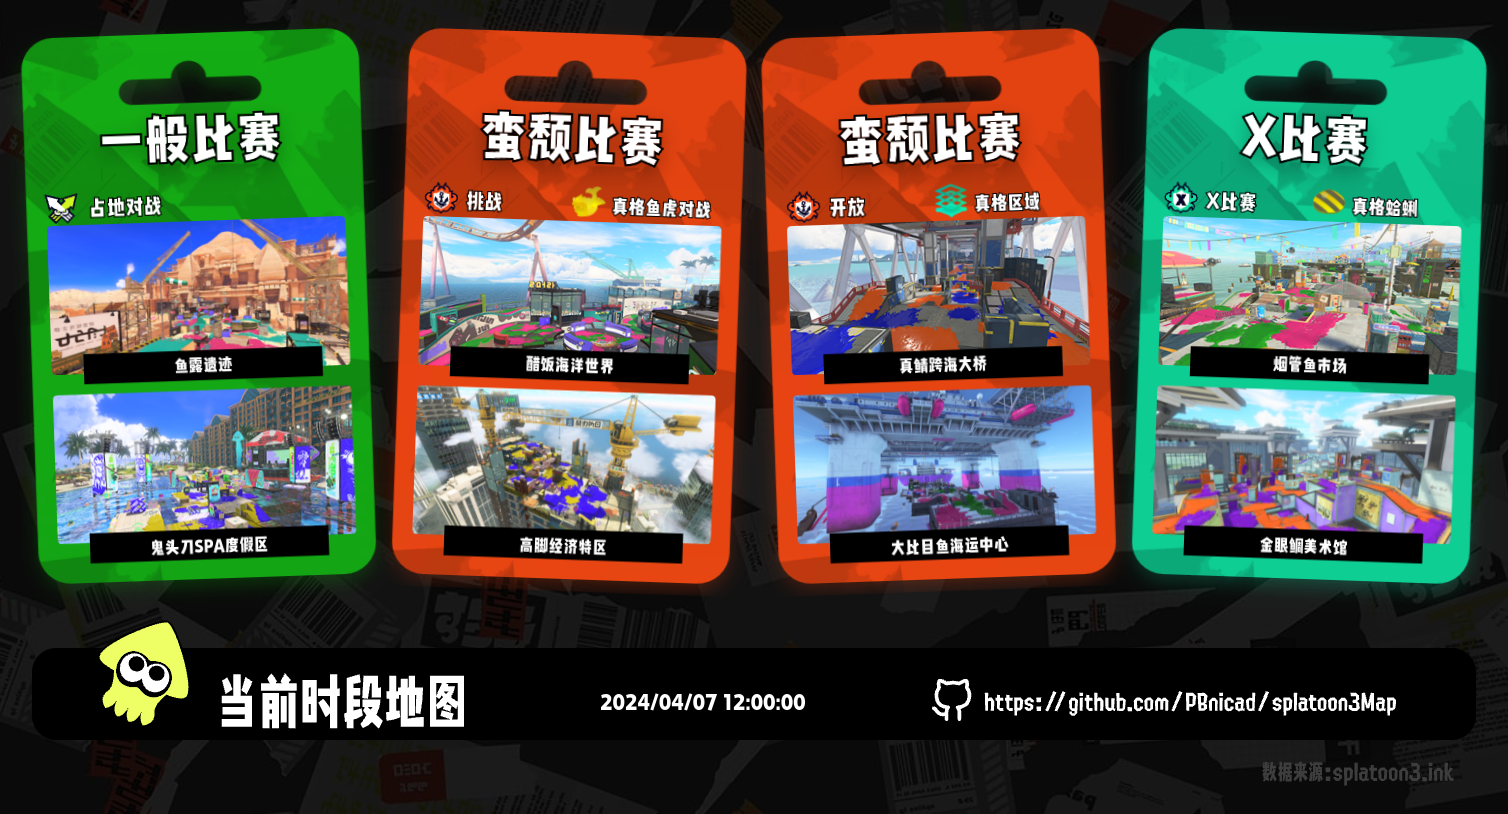 一般比赛
占地对战
鱼露遗迹
鬼头刀SPA度假区
蛮颓比赛
挑战
真格鱼虎对战
醋饭海洋世界
高脚经济特区
蛮颓比赛
开放
真格区域
真鲭跨海大桥
大比目鱼海运中心
X比赛
X比赛
真格蛤蜊
烟管鱼市场
金眼鲷美术馆
当前时段地图
2024/04/07 12:00:00
https://github.com/PBnicad/splatoon3Map
数据来源:splatoon3.ink